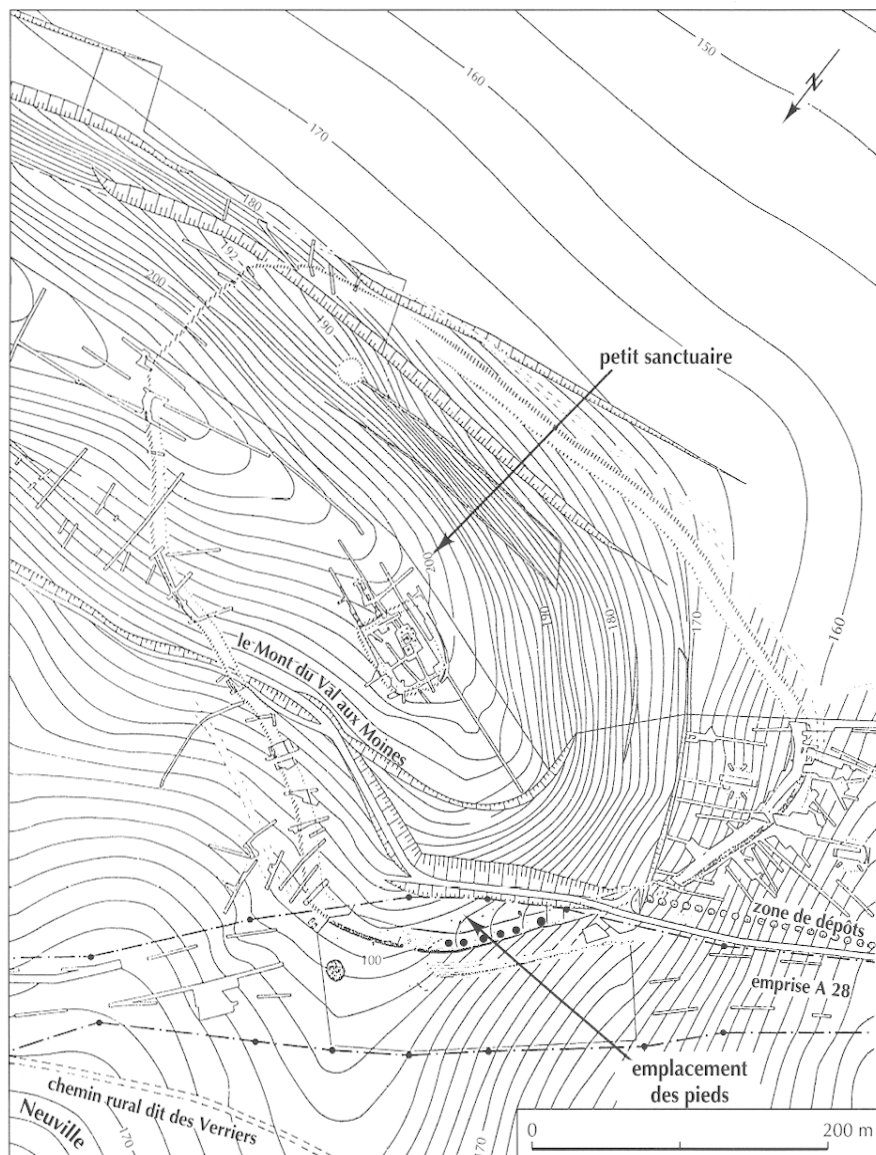 150
160
N
170
180
192
200
190
petit sanctuaire
200
190
180
170
160
le Mont du Val aux
Moines
zone de dépôts
100
emprise A 28
emplacement
des pieds
chemin rural dit des Verriers
Neuville
170
170
0
200 m